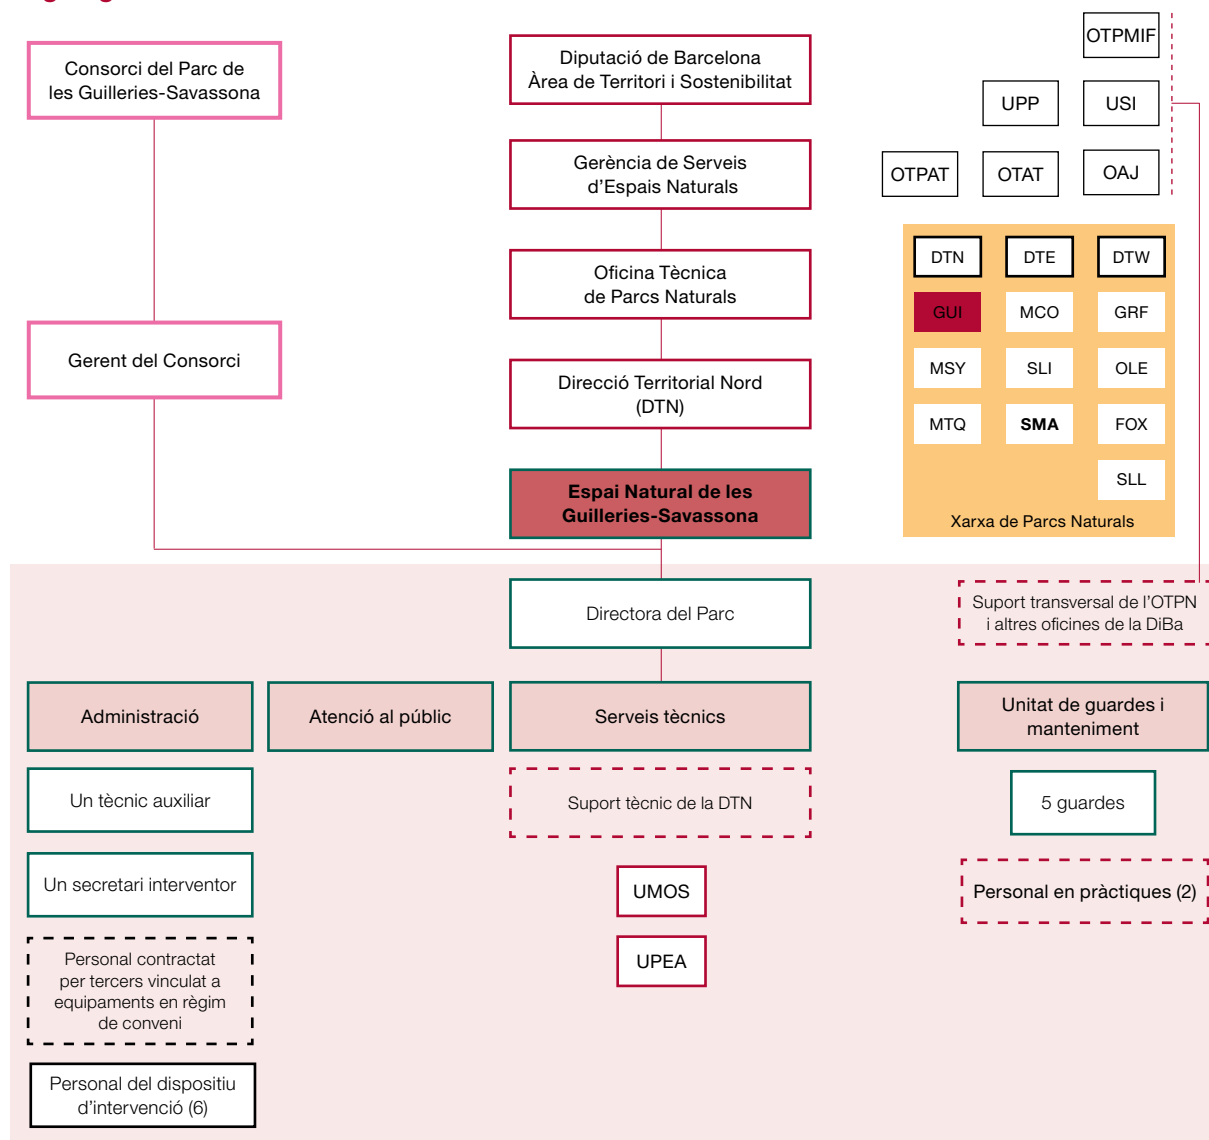 Consorci del Parc de
les Guilleries-Savassona
Gerent del Consorci
Diputació de Barcelona
Àrea de Territori i Sostenibilitat
Gerència de Serveis
d’Espais Naturals
Oficina Tècnica
de Parcs Naturals
Direcció Territorial Nord
(DTN)
Espai Natural de les
Guilleries-Savassona
OTPMIF
UPP
USI
OTPAT
OTAT
OAJ
DTN
DTE
DTW
GUI
MCO
GRF
MSY
SLI
OLE
MTQ
SMA
FOX
SLL
Xarxa de Parcs Naturals
Directora del Parc
Suport transversal de l’OTPN
i altres oficines de la DiBa
Administració
Atenció al públic
Serveis tècnics
Unitat de guardes i
manteniment
Un tècnic auxiliar
Suport tècnic de la DTN
5 guardes
Un secretari interventor
UMOS
Personal en pràctiques (2)
Personal contractat
per tercers vinculat a
equipaments en règim
de conveni
UPEA
Personal del dispositiu
d’intervenció (6)